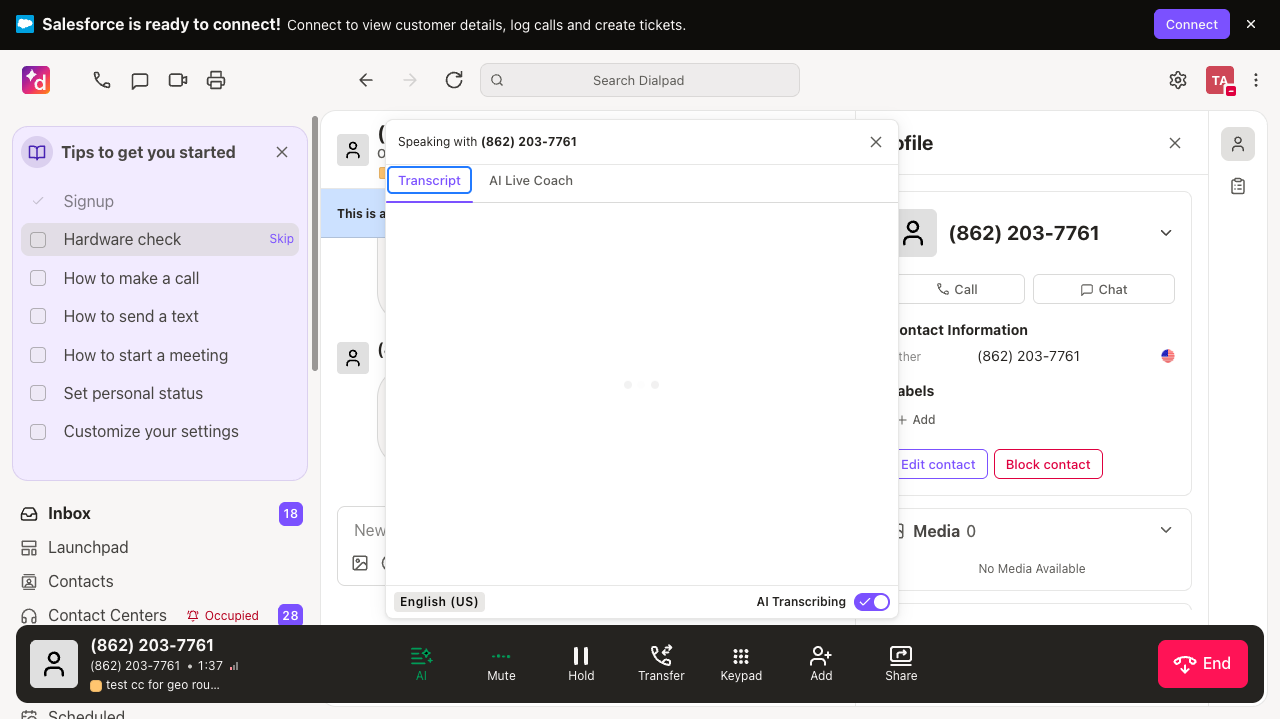 Salesforce is ready to connect! Connect to view customer details, log calls and create tickets.
Connect
Search Dialpad
TA
Tips to get you started
Signup
Hardware check
Skip
How to make a call
How to send a text
How to start a meeting
Set personal status
Customize your settings
Inbox
18
Launchpad
Contacts
Contact Centers
Occupied
28
Scheduled
This is a
New
Speaking with (862) 203-7761
Transcript
AI Live Coach
English (US)
AI Transcribing
ofile
(862) 203-7761
Call
Chat
ontact Information
ther
(862) 203-7761
abels
Add
Edit contact
Block contact
Media 0
No Media Available
(862) 203-7761
(862) 203-7761 • 1:37
test cc for geo rou...
AI
Mute
Hold
Transfer
Keypad
Add
Share
End